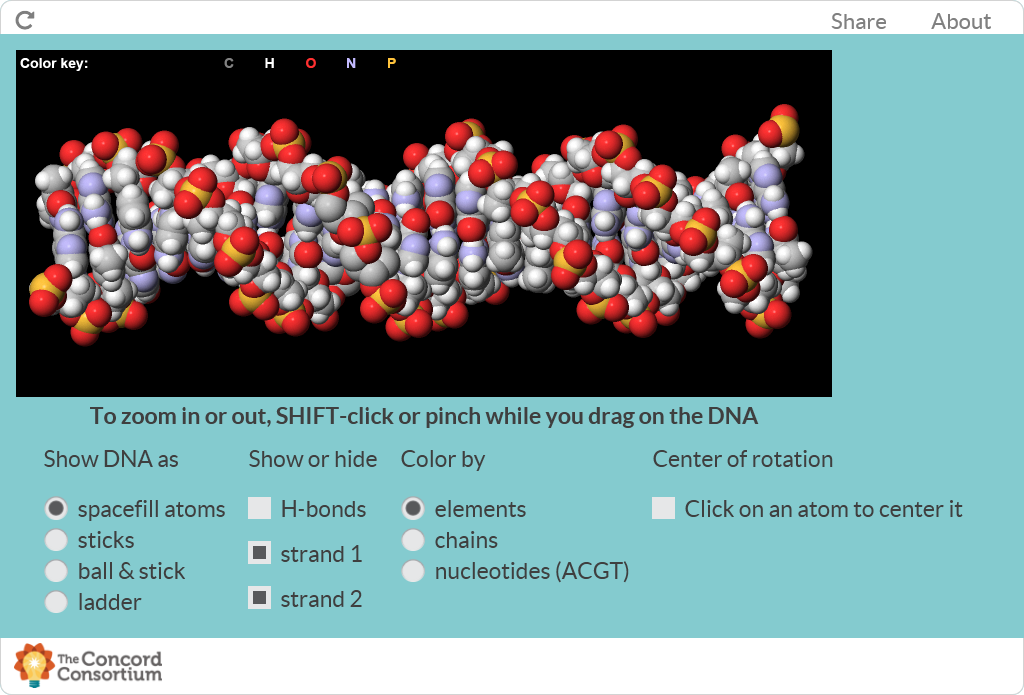 Share About
Color key: C H O N P
To zoom in or out, SHIFT-click or pinch while you drag on the DNA
Show DNA as
spacefill atoms
sticks
ball & stick
ladder
Show or hide
H-bonds
strand 1
strand 2
Color by
elements
chains
nucleotides (ACGT)
Center of rotation
Click on an atom to center it
The Concord
Consortium